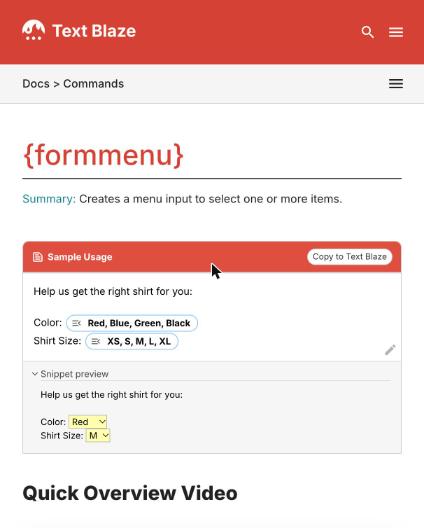 Text Blaze
Docs > Commands
{formmenu}
Summary: Creates a menu input to select one or more items.
Sample Usage
Copy to Text Blaze
Help us get the right shirt for you:
Color: Red, Blue, Green, Black
Shirt Size: XS, S, M, L, XL
Snippet preview
Help us get the right shirt for you:
Color: Red
Shirt Size: M
Quick Overview Video